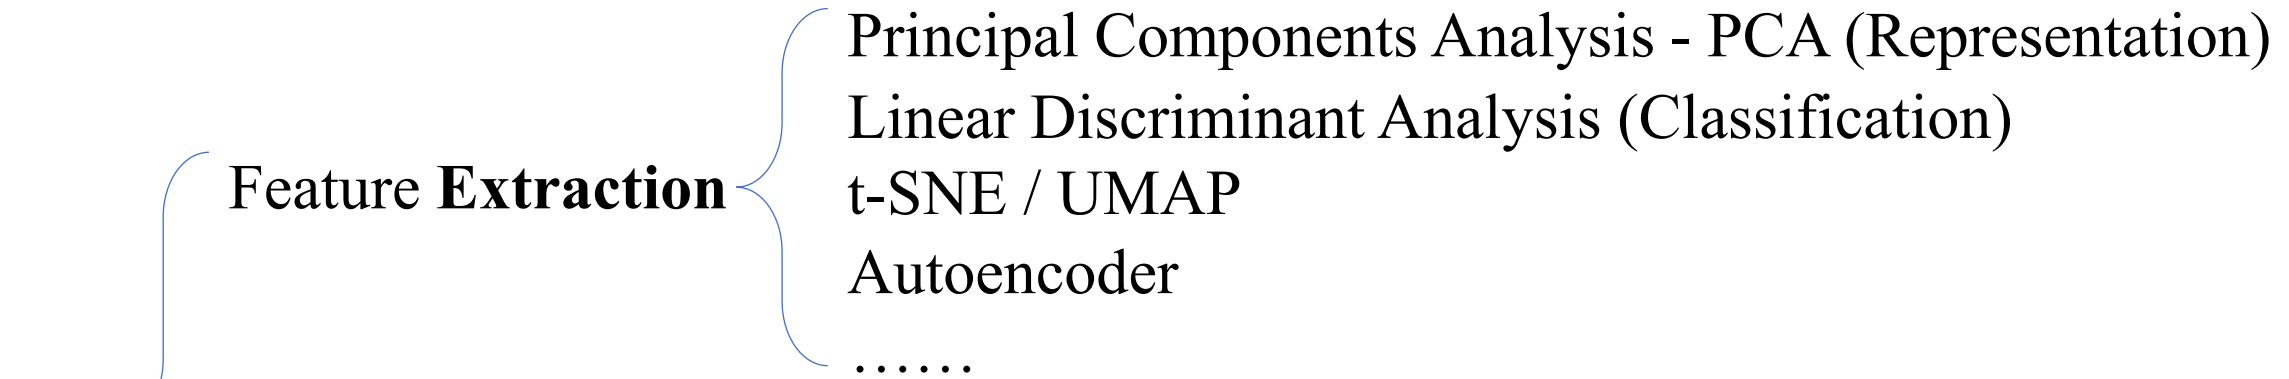 Principal Components Analysis - PCA (Representation)
Linear Discriminant Analysis (Classification)
Feature Extraction
t-SNE / UMAP
Autoencoder
……